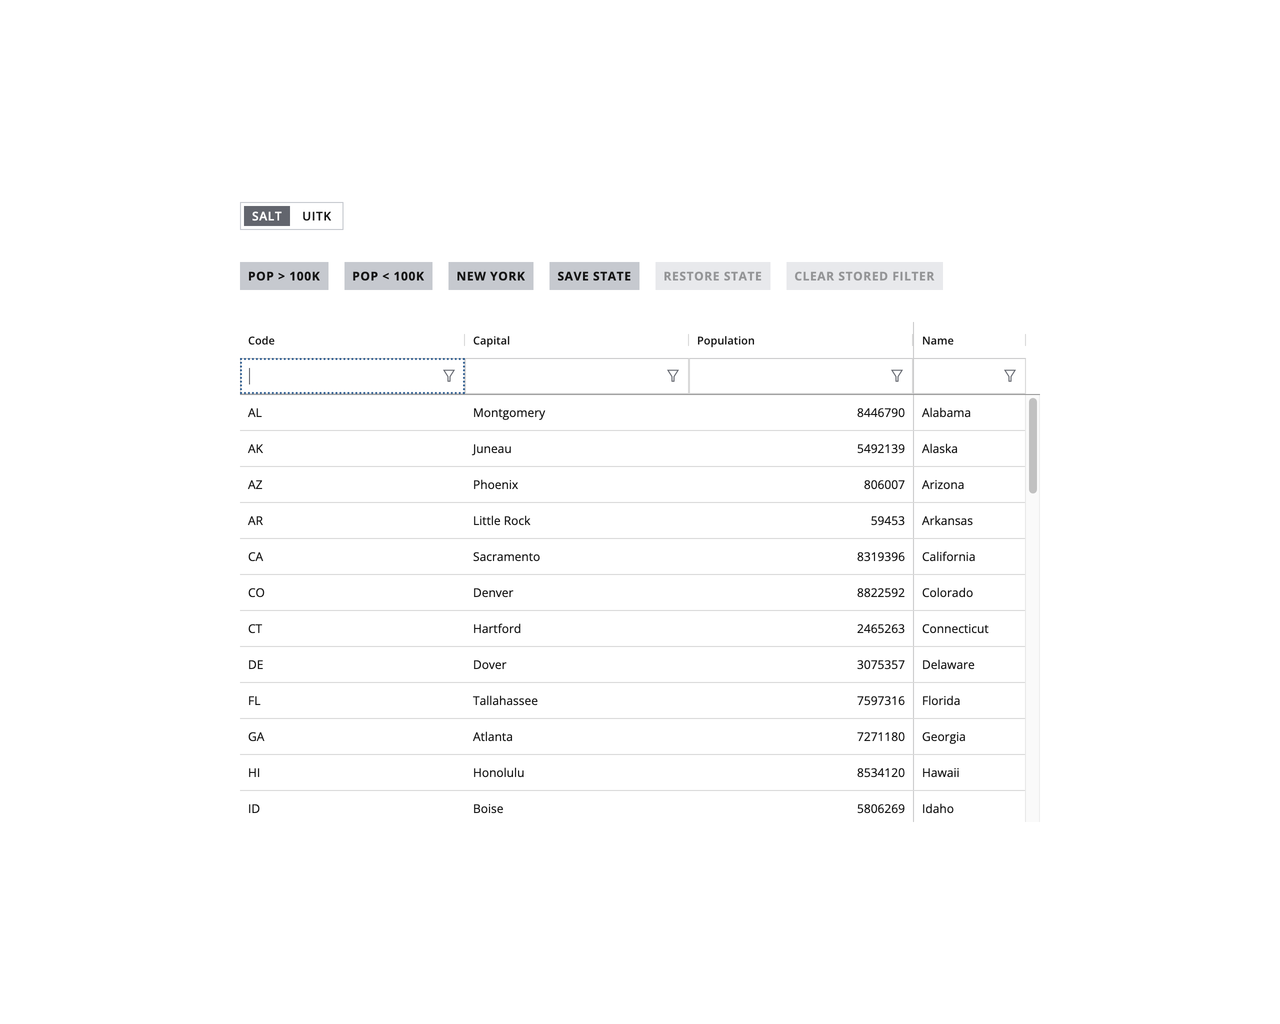 SALT UITK
POP > 100K POP < 100K NEW YORK SAVE STATE RESTORE STATE CLEAR STORED FILTER
Code Capital Population Name
AL Montgomery 8446790 Alabama
AK Juneau 5492139 Alaska
AZ Phoenix 806007 Arizona
AR Little Rock 59453 Arkansas
CA Sacramento 8319396 California
CO Denver 8822592 Colorado
CT Hartford 2465263 Connecticut
DE Dover 3075357 Delaware
FL Tallahassee 7597316 Florida
GA Atlanta 7271180 Georgia
HI Honolulu 8534120 Hawaii
ID Boise 5806269 Idaho